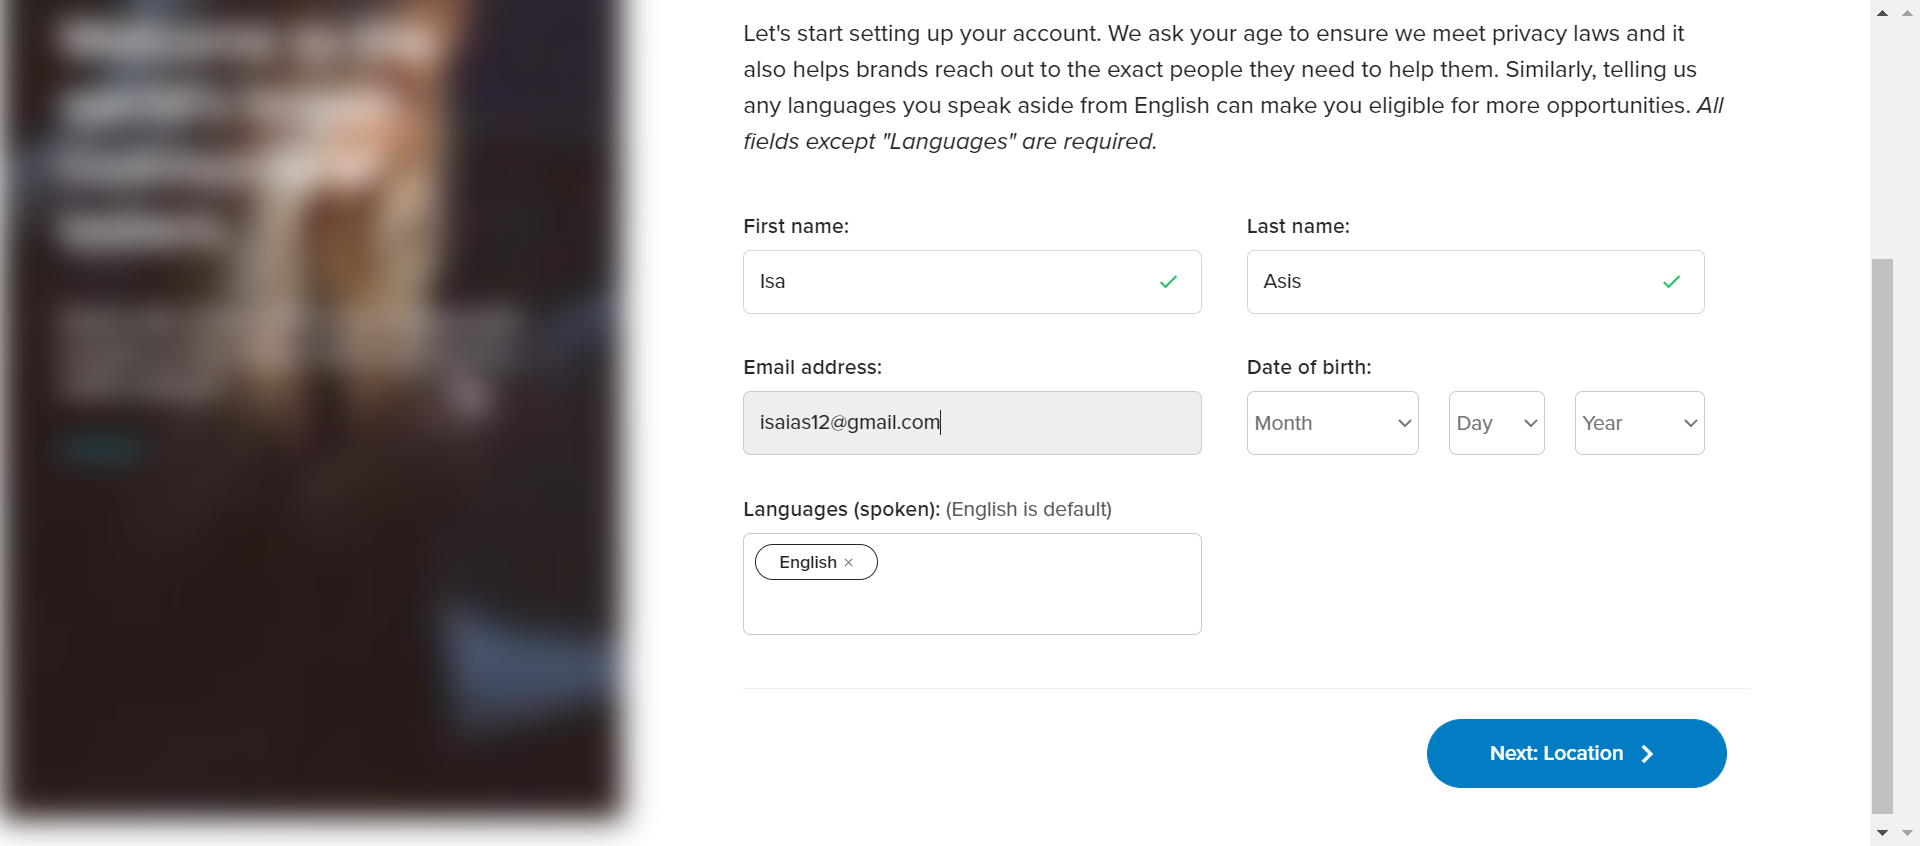 Let's start setting up your account. We ask your age to ensure we meet privacy laws and it
also helps brands reach out to the exact people they need to help them. Similarly, telling us
any languages you speak aside from English can make you eligible for more opportunities. All
fields except "Languages" are required.
First name:
Last name:
Isa
Asis
Email address:
Date of birth:
isaias12@gmail.com
Month
Day
Year
Languages (spoken): (English is default)
English ×
Next: Location